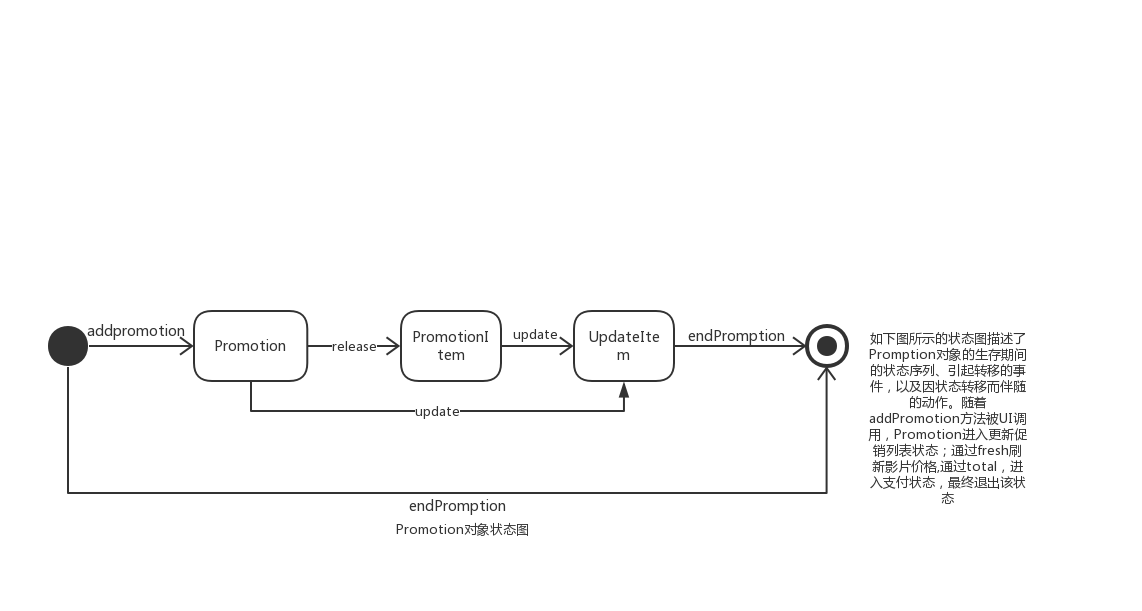 addpromotion
Promotion
release
PromotionI
tem
update
UpdateIte
m
endPromption
update
endPromption
Promotion对象状态图
如下图所示的状态图描述了
Promption对象的生存期间
的状态序列、引起转移的事
件，以及因状态转移而伴随
的动作。随着
addPromotion方法被UI调
用，Promotion进入更新促
销列表状态；通过fresh刷
新影片价格,通过total，进
入支付状态，最终退出该状
态